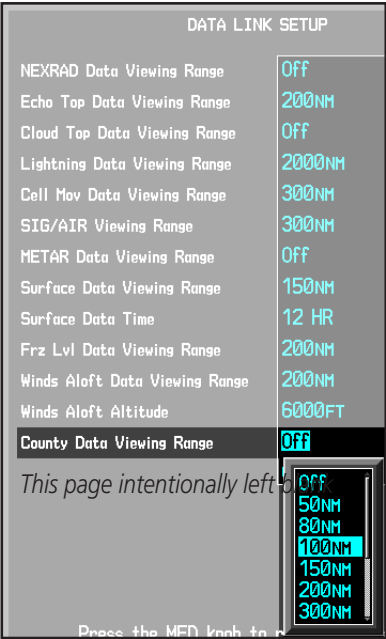 DATA LINK SETUP
NEXRAD Data Viewing Range Off
Echo Top Data Viewing Range 200NM
Cloud Top Data Viewing Range Off
Lightning Data Viewing Range 2000NM
Cell Mov Data Viewing Range 300NM
SIG/AIR Viewing Range 300NM
METAR Data Viewing Range Off
Surface Data Viewing Range 150NM
Surface Data Time 12 HR
Frz Lvl Data Viewing Range 200NM
Winds Aloft Data Viewing Range 200NM
Winds Aloft Altitude 6000FT
County Data Viewing Range Off
This page intentionally left blank
Off
50NM
80NM
100NM
150NM
200NM
300NM
Press the MFD knob to